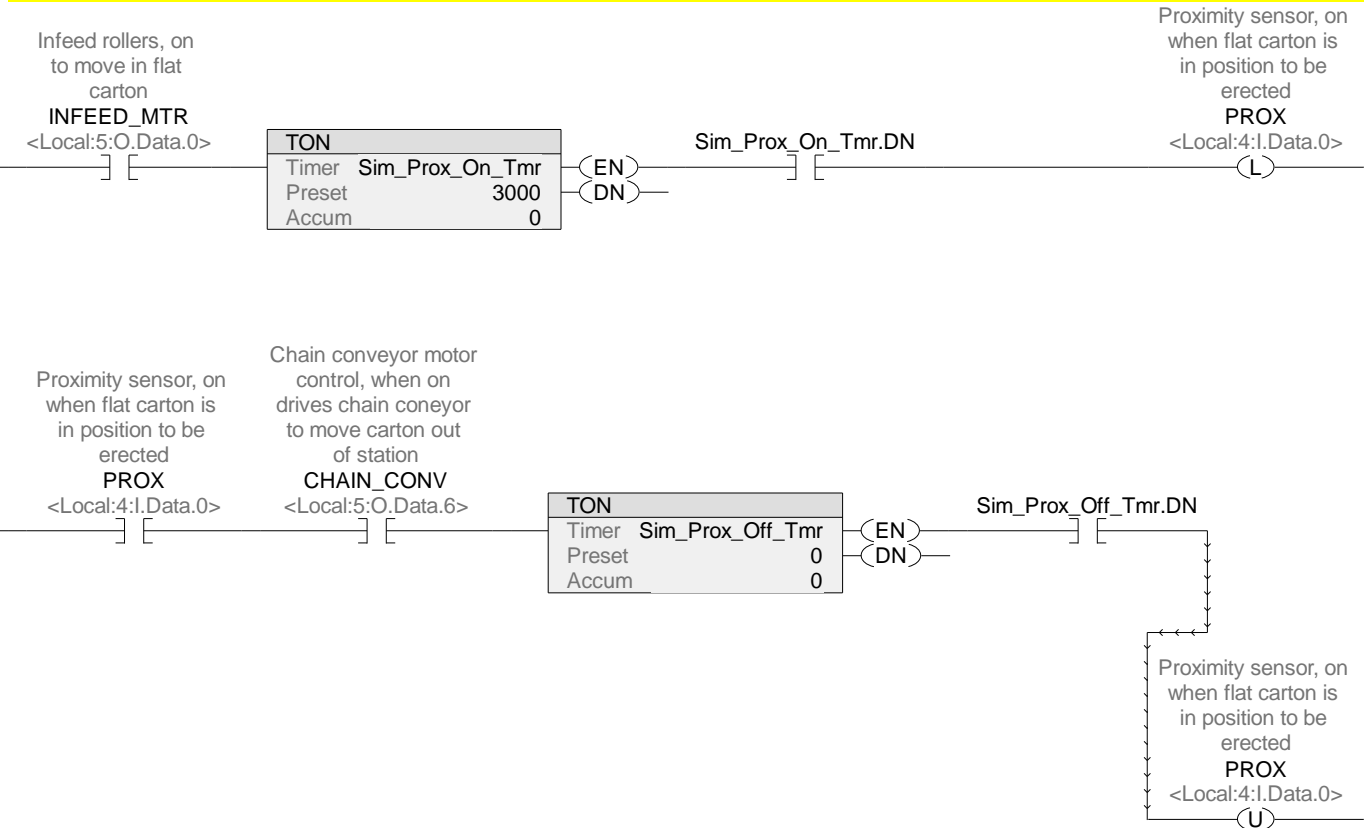 Infeed rollers, on
to move in flat
carton
INFEED_MTR
<Local:5:O.Data.0>
TON
Timer Sim_Prox_On_Tmr
Preset 3000
Accum 0
EN
DN
Sim_Prox_On_Tmr.DN
Proximity sensor, on
when flat carton is
in position to be
erected
PROX
<Local:4:I.Data.0>
L
Proximity sensor, on
when flat carton is
in position to be
erected
PROX
<Local:4:I.Data.0>
Chain conveyor motor
control, when on
drives chain coneyor
to move carton out
of station
CHAIN_CONV
<Local:5:O.Data.6>
TON
Timer Sim_Prox_Off_Tmr
Preset 0
Accum 0
EN
DN
Sim_Prox_Off_Tmr.DN
Proximity sensor, on
when flat carton is
in position to be
erected
PROX
<Local:4:I.Data.0>
U